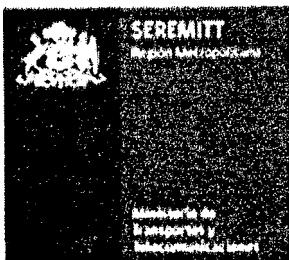 SEREMITT
Región Metropolitana
Ministerio de
Transportes y
Telecomunicaciones